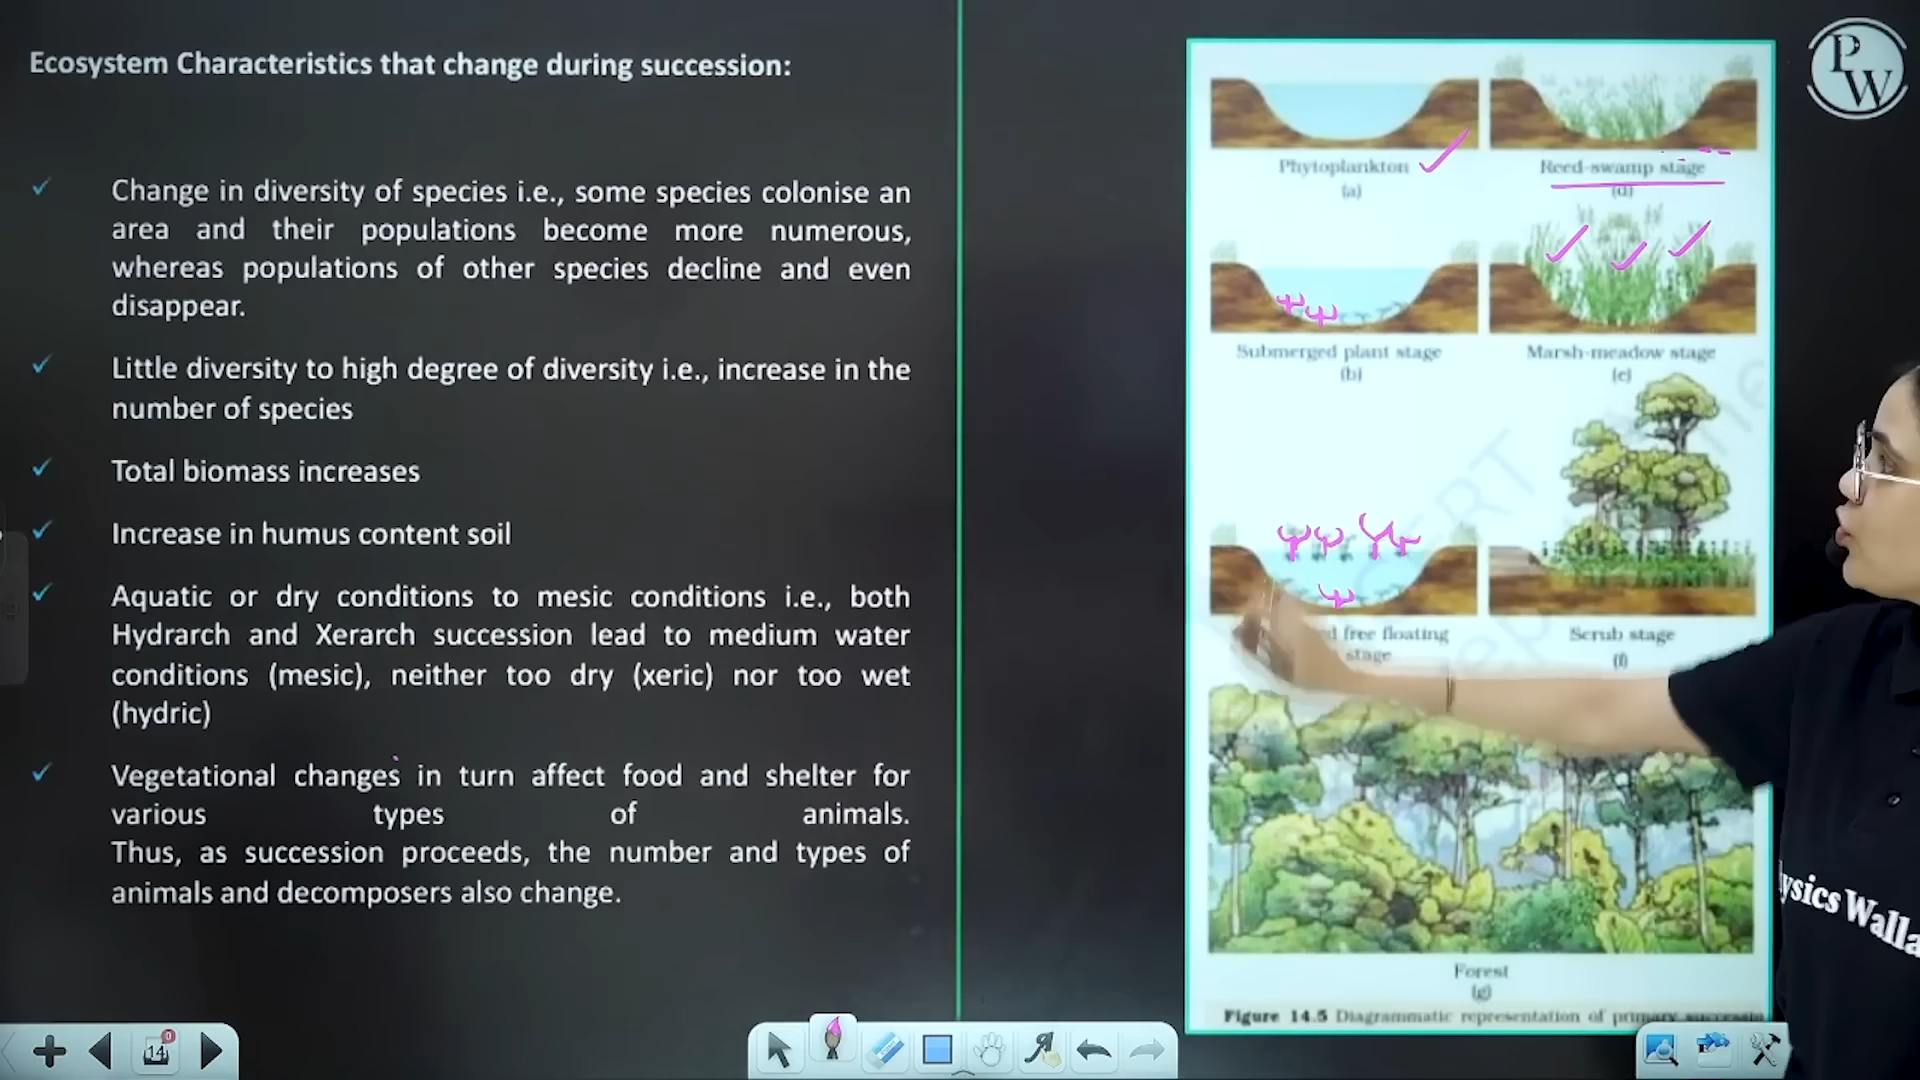 Ecosystem Characteristics that change during succession:
Change in diversity of species i.e., some species colonise an
area and their populations become more numerous,
whereas populations of other species decline and even
disappear.
Little diversity to high degree of diversity i.e., increase in the
number of species
Total biomass increases
Increase in humus content soil
Aquatic or dry conditions to mesic conditions i.e., both
Hydrarch and Xerarch succession lead to medium water
conditions (mesic), neither too dry (xeric) nor too wet
(hydric)
Vegetational changes in turn affect food and shelter for
various types of animals.
Thus, as succession proceeds, the number and types of
animals and decomposers also change.
Phytoplankton
(a)
Reed-swamp stage
(d)
Submerged plant stage
(b)
Marsh-meadow stage
(e)
free floating
stage
Scrub stage
(f)
Forest
(g)
Figure 14.5 Diagrammatic representation of primary
PW
14
0